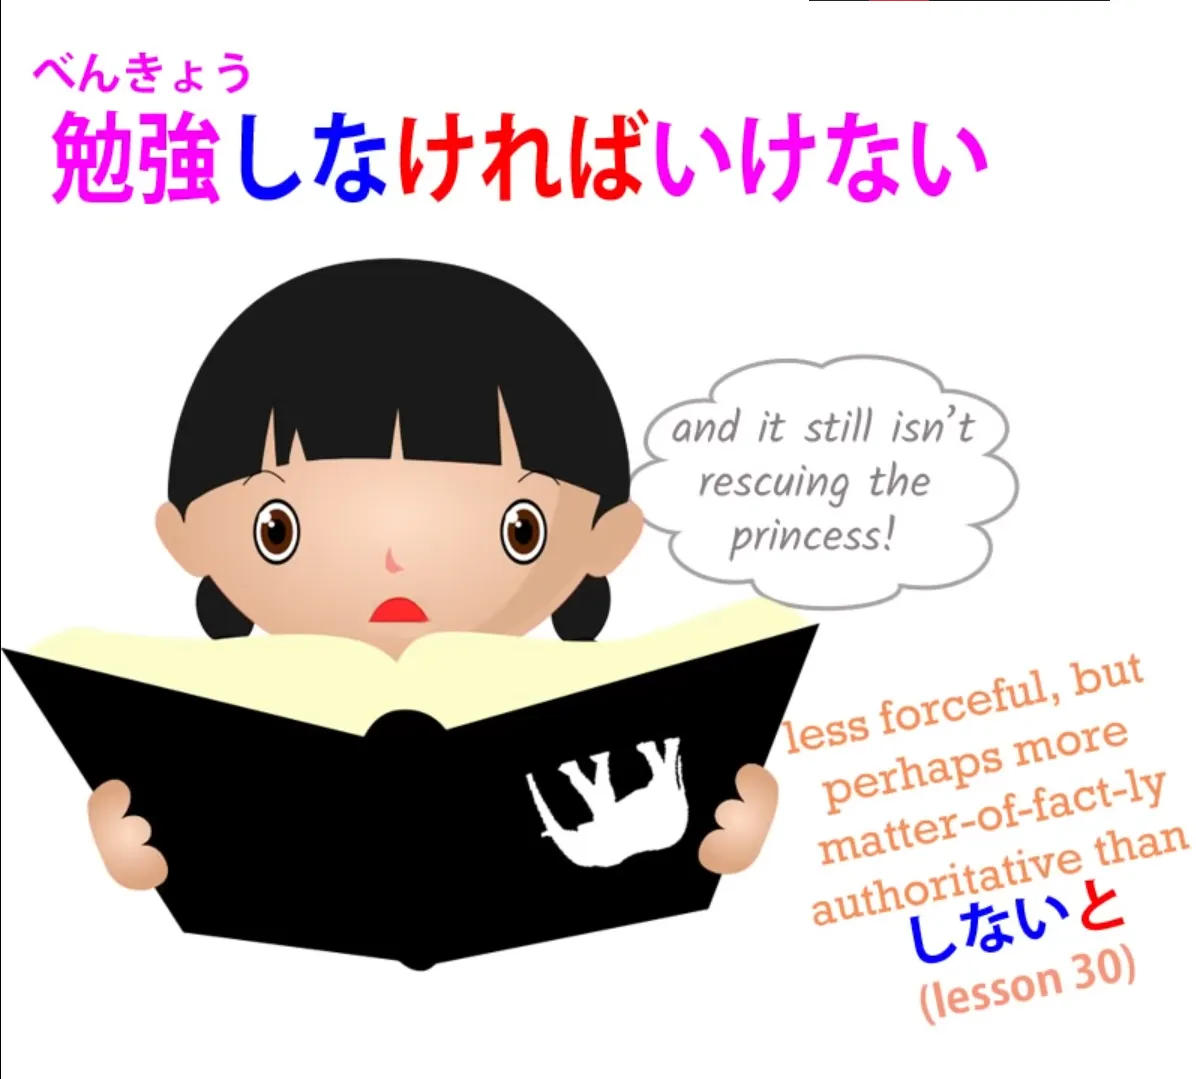 べんきょう
勉強しなければいけない
and it still isn't
rescuing the
princess!
less forceful, but
perhaps more
matter-of-fact-ly
authoritative than
しないと
(lesson 30)